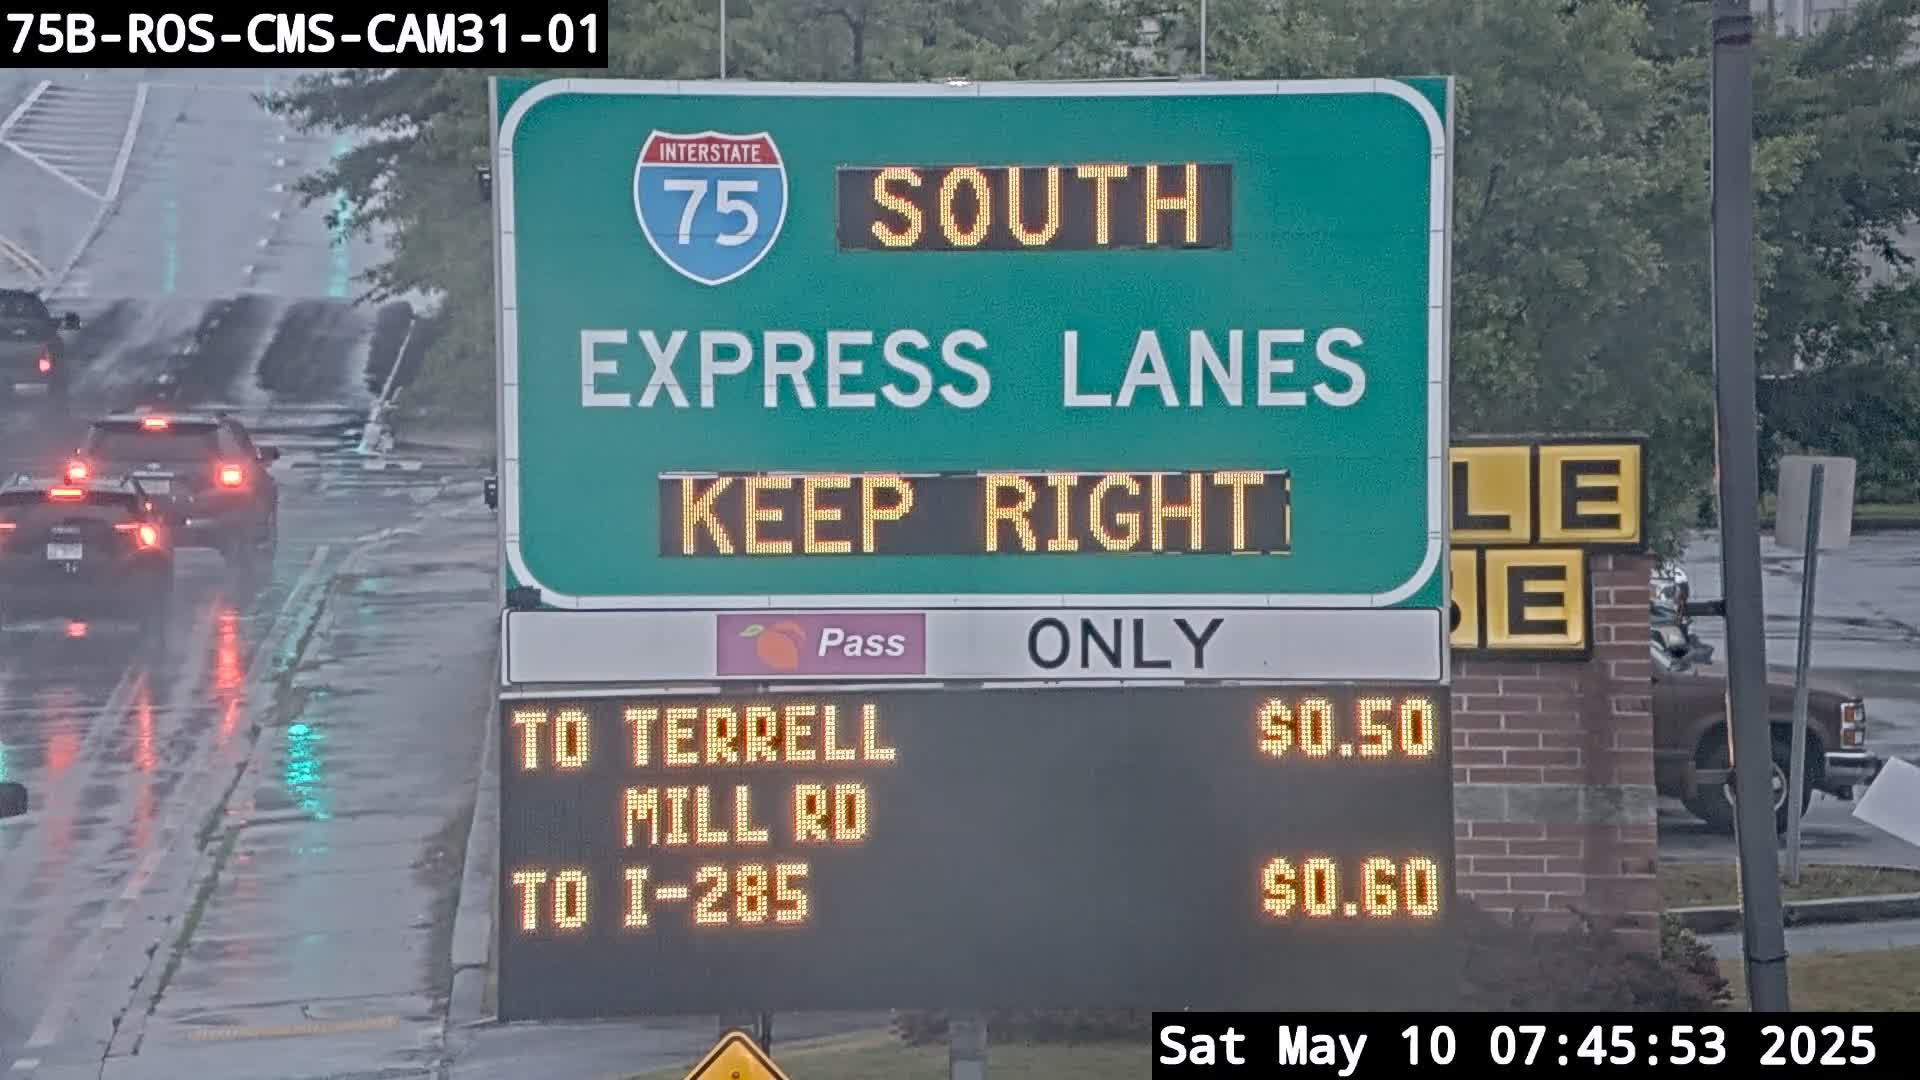 75B-ROS-CMS-CAM31-01
INTERSTATE
75
SOUTH
EXPRESS LANES
KEEP RIGHT
Pass ONLY
TO TERRELL $0.50
MILL RD
TO I-285 $0.60
LE
E
Sat May 10 07:45:53 2025